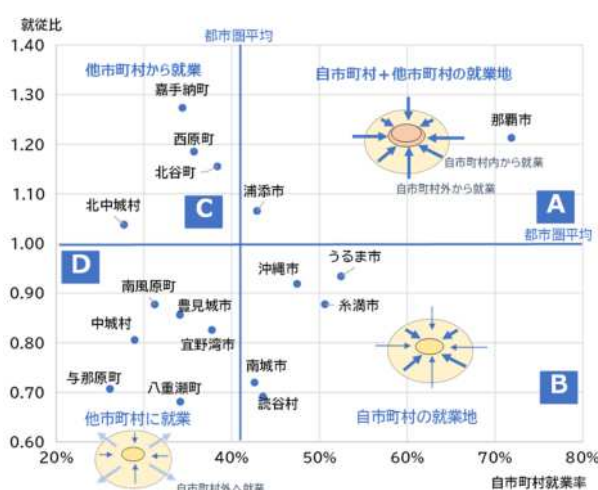 就従比
都市圏平均
1.40
他市町村から就業
自市町村＋他市町村の就業地
嘉手納町
1.30
那覇市
西原町
1.20
北谷町
自市町村内から就業
自市町村外から就業
浦添市
1.10
北中城村
C
A
1.00
都市圏平均
D
沖縄市
うるま市
0.90
南風原町
豊見城市
糸満市
中城村
宜野湾市
0.80
南城市
与那原町
八重瀬町
読谷村
B
0.70
他市町村に就業
自市町村の就業地
0.60
20%
30%
40%
50%
60%
70%
80%
自市町村外へ就業
自市町村就業率